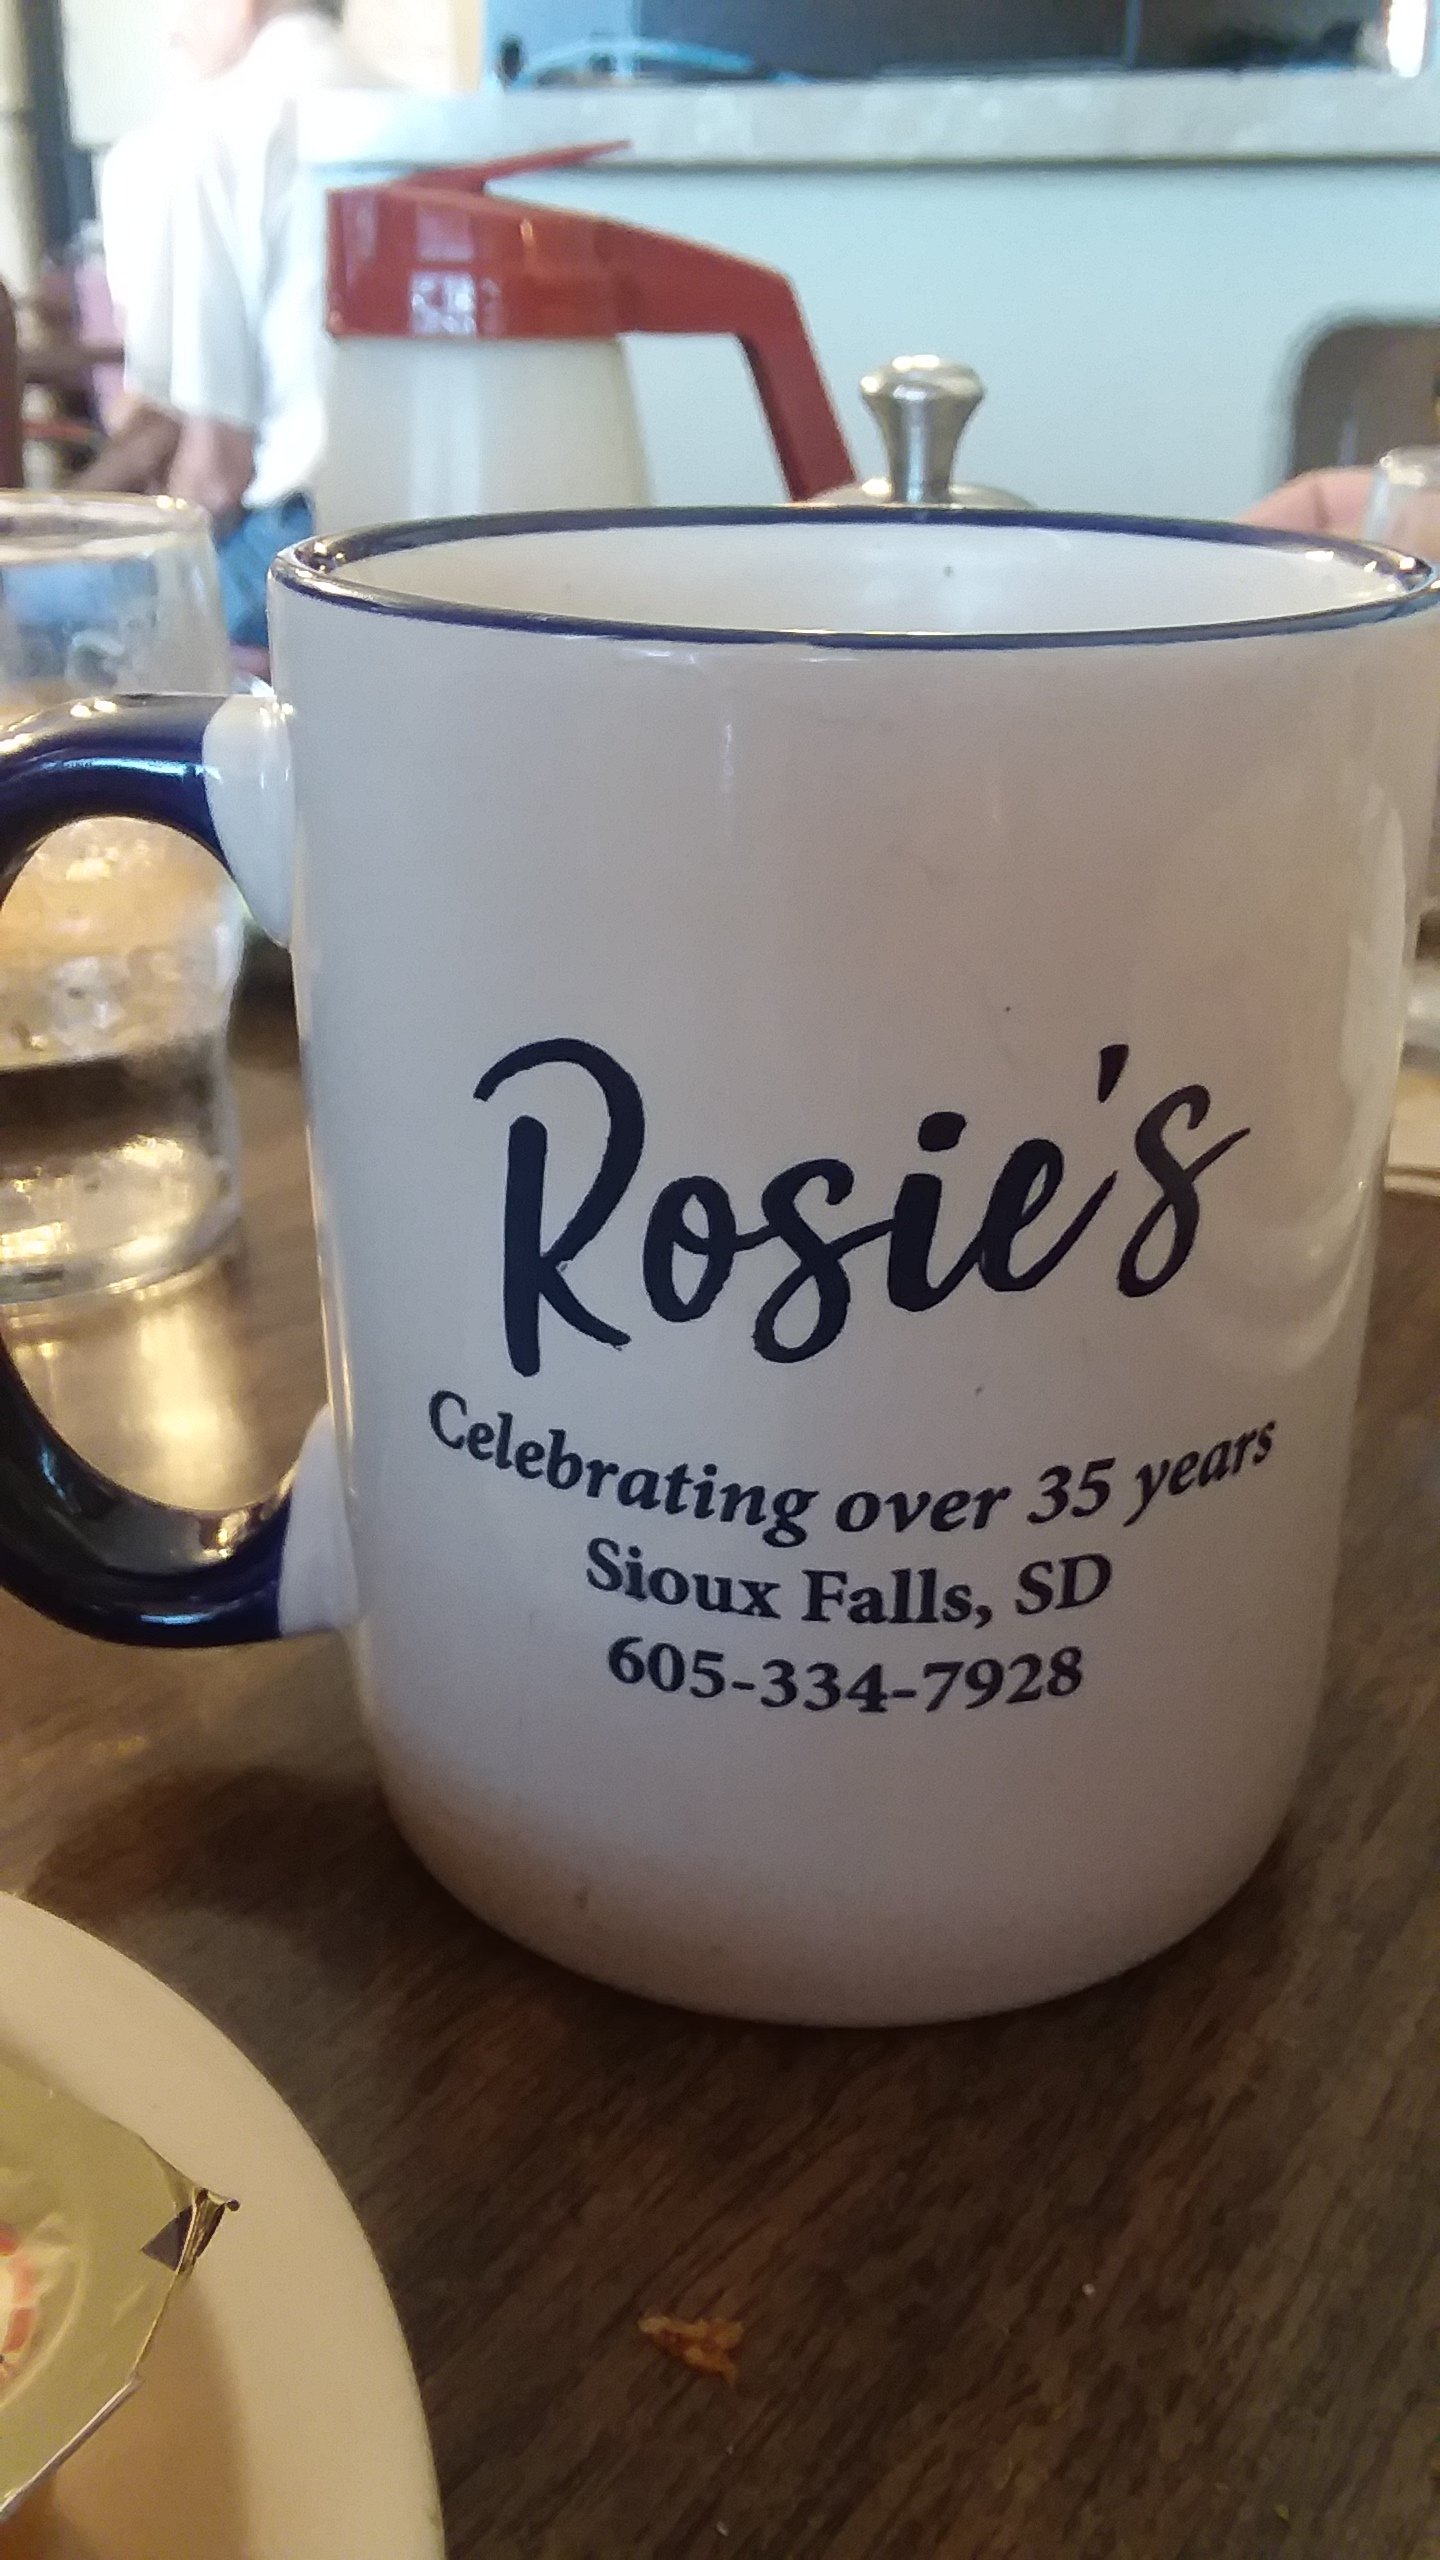 Rosie's
Celebrating over 35 years
Sioux Falls, SD
605-334-7928